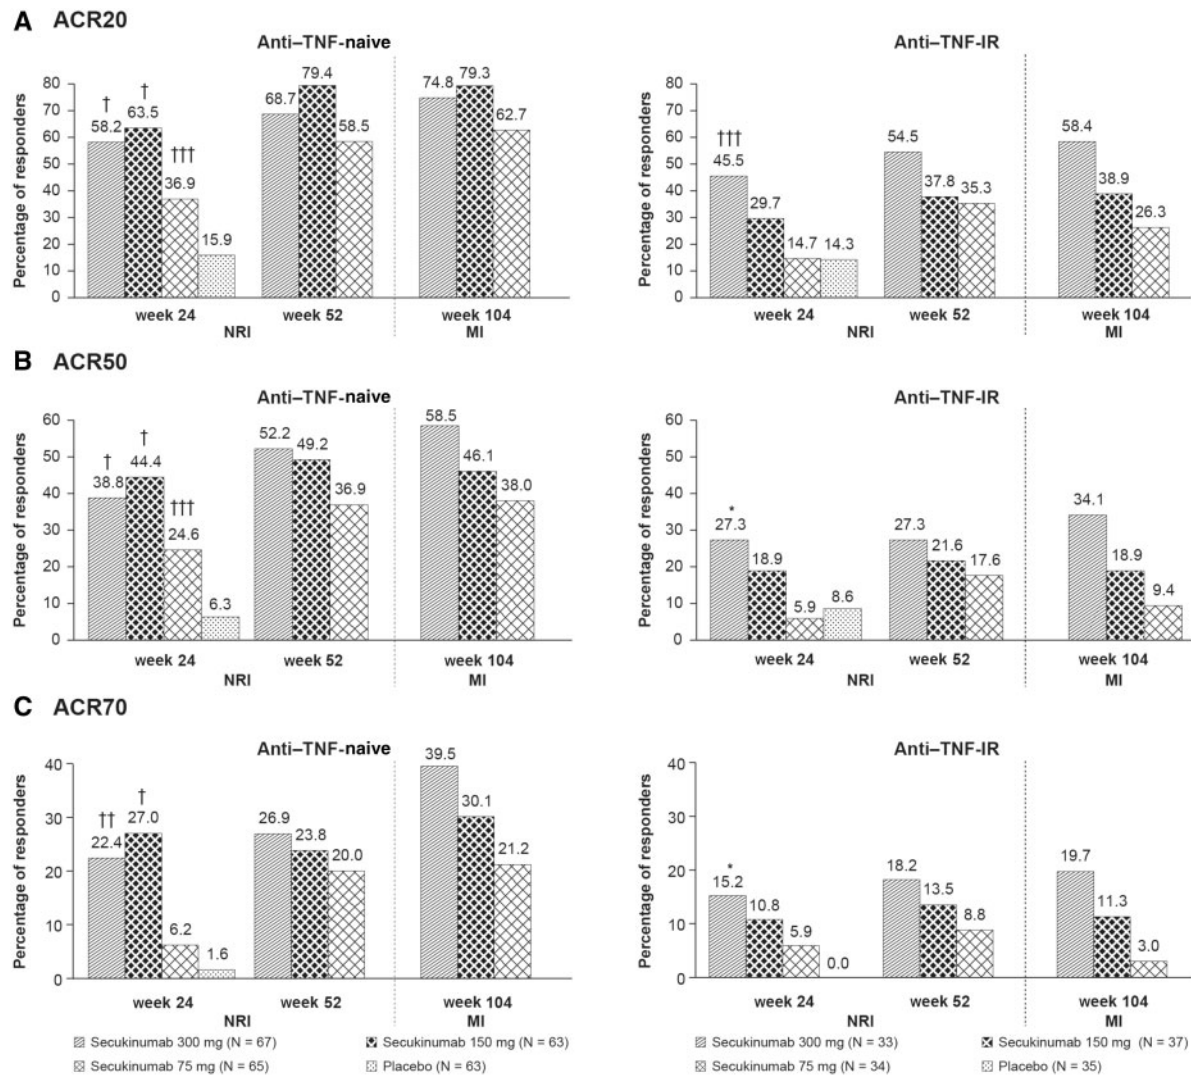 A ACR20
Anti–TNF-naive
Anti–TNF-IR
Percentage of responders
80
70
60
50
40
30
20
10
0
†
58.2
†
63.5
†††
36.9
15.9
68.7
79.4
58.5
74.8
79.3
62.7
week 24
week 52
week 104
NRI
MI
Percentage of responders
80
70
60
50
40
30
20
10
0
†††
45.5
29.7
14.7
14.3
54.5
37.8
35.3
58.4
38.9
26.3
week 24
week 52
week 104
NRI
MI
B ACR50
Anti–TNF-naive
Anti–TNF-IR
Percentage of responders
60
50
40
30
20
10
0
†
38.8
†
44.4
†††
24.6
6.3
52.2
49.2
36.9
58.5
46.1
38.0
week 24
week 52
week 104
NRI
MI
Percentage of responders
60
50
40
30
20
10
0
*
27.3
18.9
5.9
8.6
27.3
21.6
17.6
34.1
18.9
9.4
week 24
week 52
week 104
NRI
MI
C ACR70
Anti–TNF-naive
Anti–TNF-IR
Percentage of responders
40
30
20
10
0
††
22.4
†
27.0
6.2
1.6
26.9
23.8
20.0
39.5
30.1
21.2
week 24
week 52
week 104
NRI
MI
Percentage of responders
40
30
20
10
0
*
15.2
10.8
5.9
0.0
18.2
13.5
8.8
19.7
11.3
3.0
week 24
week 52
week 104
NRI
MI
Secukinumab 300 mg (N = 67)
Secukinumab 150 mg (N = 63)
Secukinumab 75 mg (N = 65)
Placebo (N = 63)
Secukinumab 300 mg (N = 33)
Secukinumab 150 mg (N = 37)
Secukinumab 75 mg (N = 34)
Placebo (N = 35)